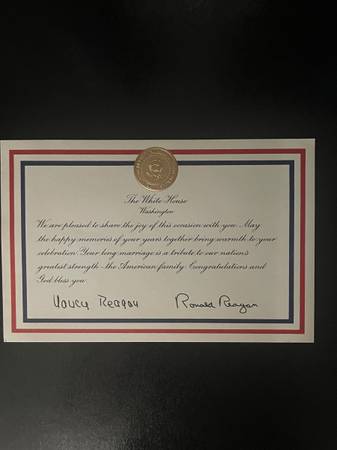 The White House
Washington
We are pleased to share the joy of this occasion with you. May
the happy memories of your years together bring warmth to your
celebration. Your long marriage is a tribute to our nation's
greatest strength--the American family. Congratulations and
God bless you.
Nancy Reagan Ronald Reagan